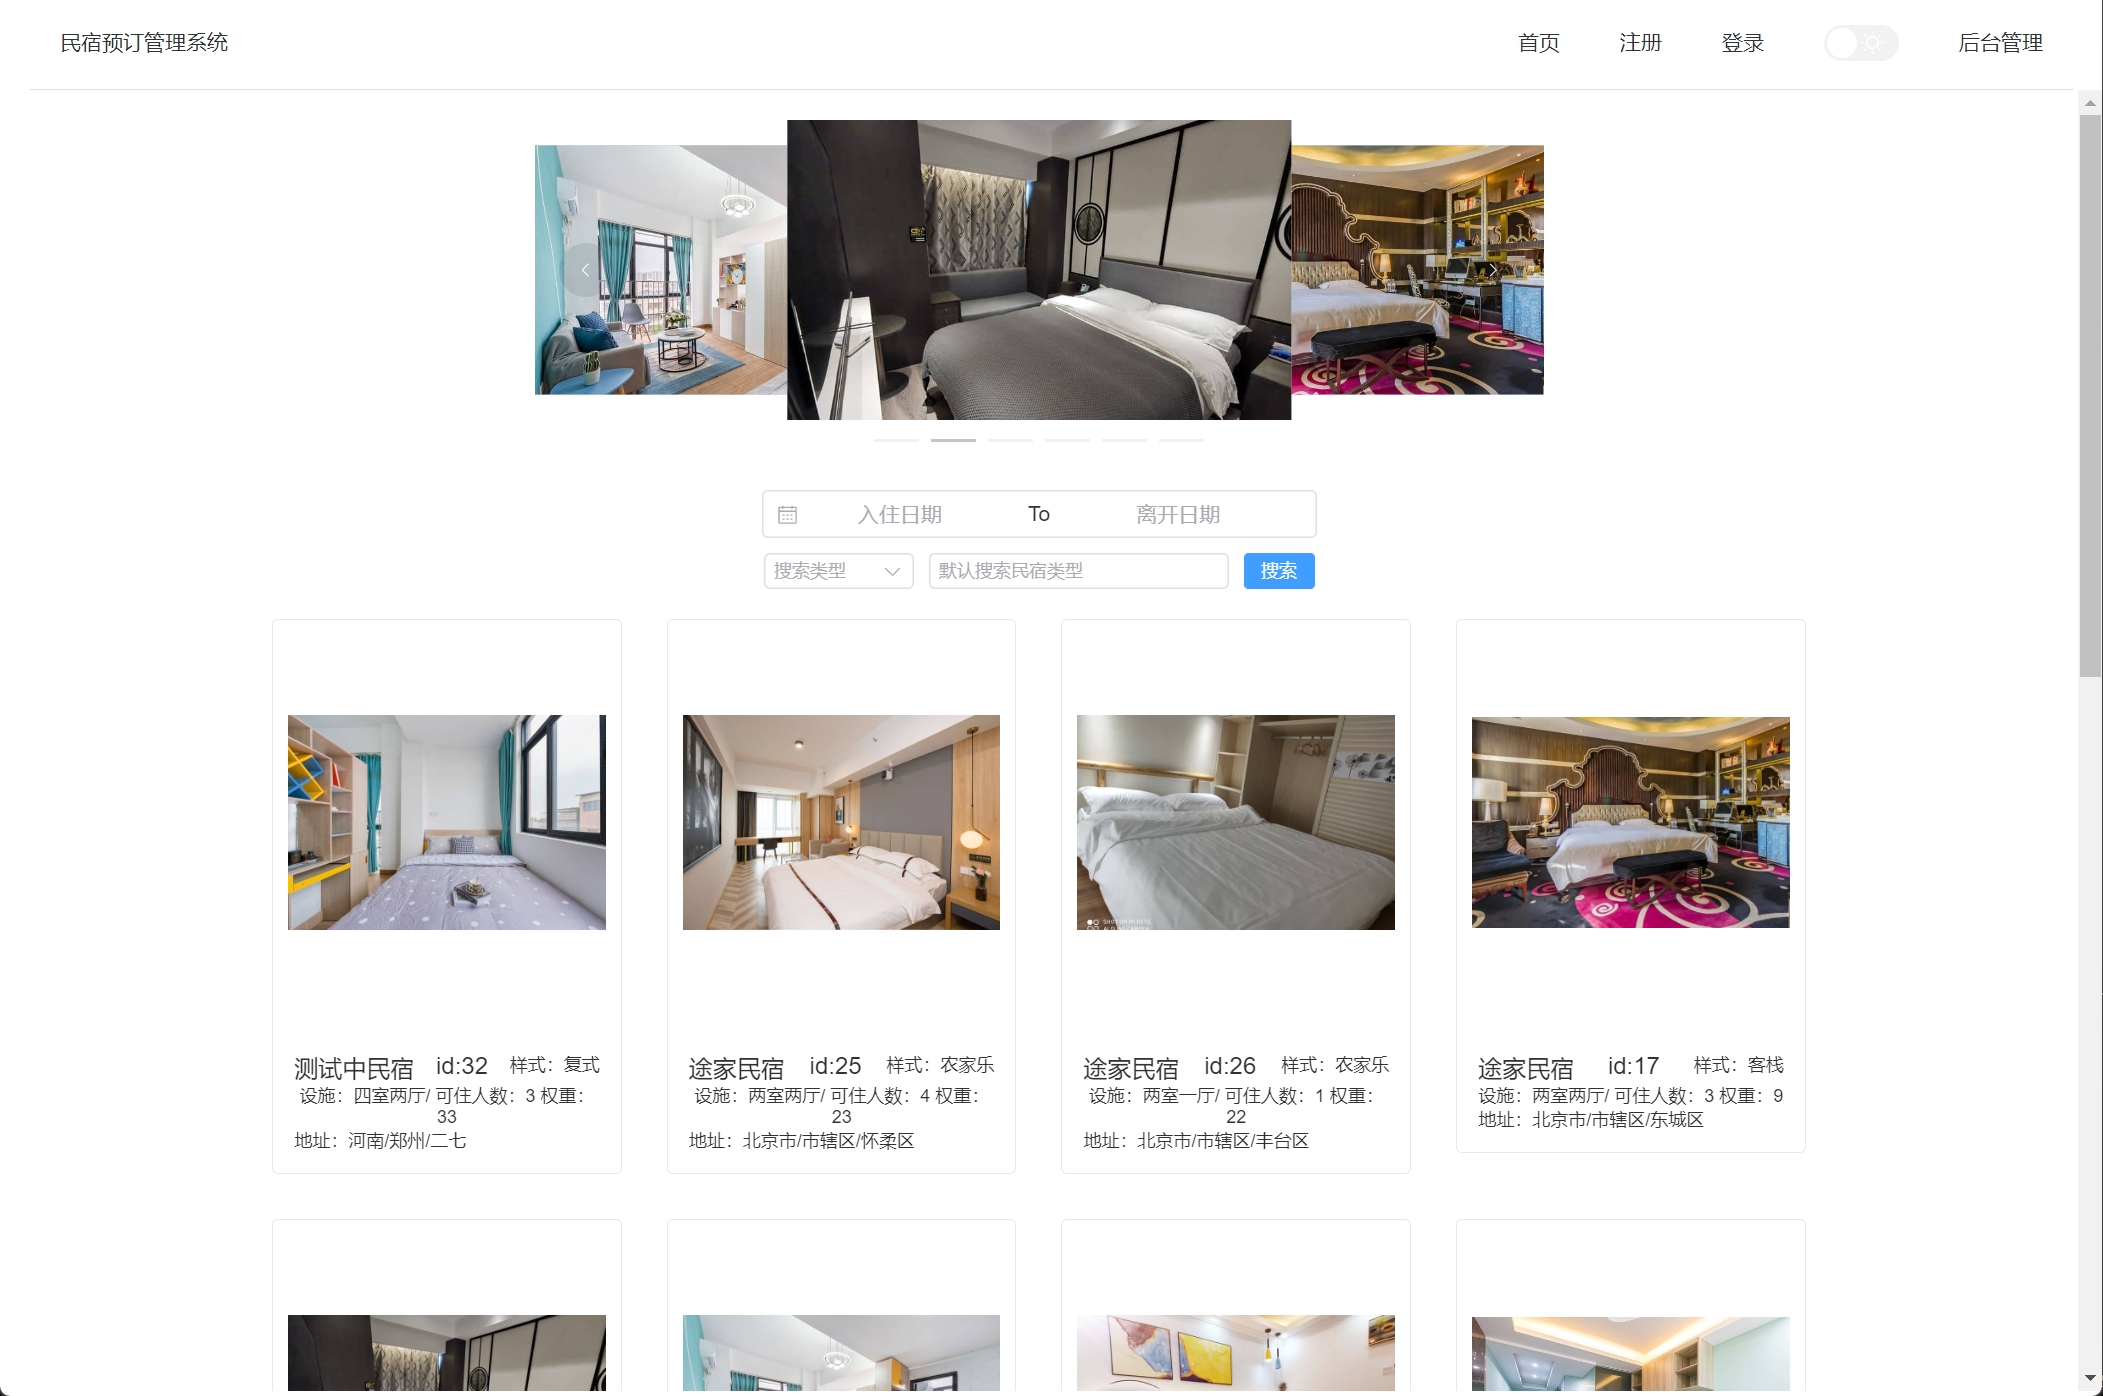 民宿预订管理系统 首页 注册 登录 后台管理
入住日期 To 离开日期
搜索类型 默认搜索民宿类型 搜索
测试中民宿 id:32 样式：复式
设施：四室两厅/ 可住人数：3 权重：
33
地址：河南/郑州/二七
途家民宿 id:25 样式：农家乐
设施：两室两厅/ 可住人数：4 权重：
23
地址：北京市/市辖区/怀柔区
途家民宿 id:26 样式：农家乐
设施：两室一厅/ 可住人数：1 权重：
22
地址：北京市/市辖区/丰台区
途家民宿 id:17 样式：客栈
设施：两室两厅/ 可住人数：3 权重：9
地址：北京市/市辖区/东城区